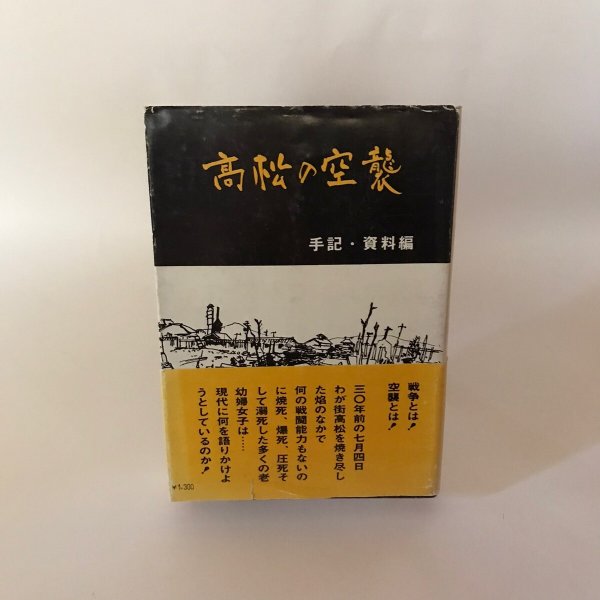 高松の空襲
手記・資料編
戦争とは!
空襲とは!
三〇年前の七月四日
わが街高松を焼き尽し
た焰のなかで
何の戦闘能力もないの
に焼死、爆死、圧死そ
して溺死した多くの老
幼婦女子は……
現代に何を語りかけよ
うとしているのか!
¥1,300